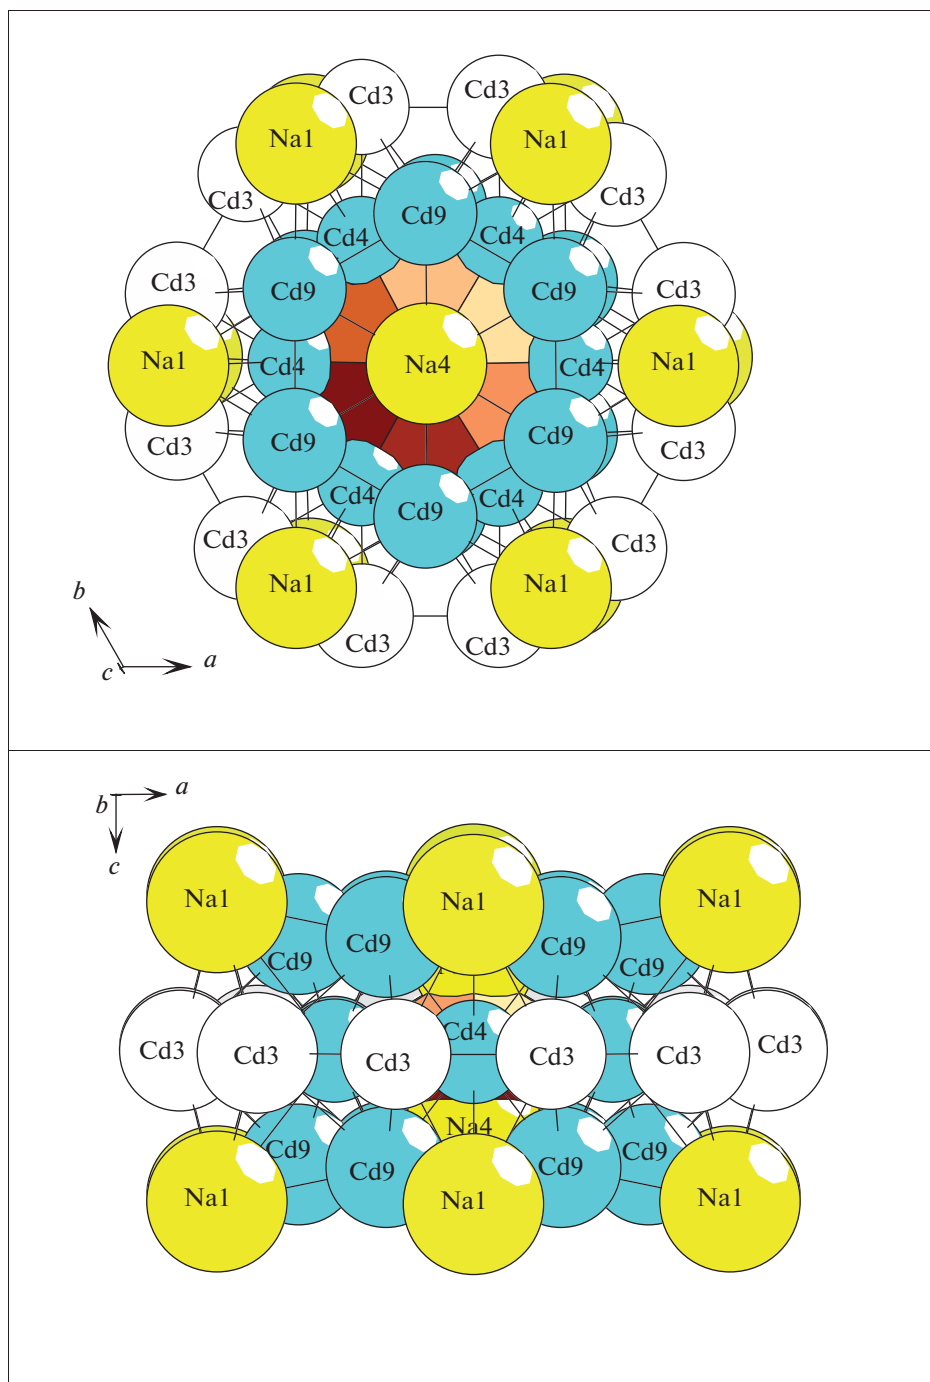 Cd3 Cd3
Na1 Na1
Cd3 Cd3
Cd9
Cd4 Cd4
Cd3 Cd9 Cd9 Cd3
Na1 Cd4 Na4 Cd4 Na1
Cd3 Cd9 Cd9 Cd3
Cd4 Cd9 Cd4
Cd3 Cd3
Na1 Na1
b
Cd3 Cd3
c a
b a
c
Na1 Na1 Na1
Cd9 Cd9
Cd9 Cd9
Cd4
Cd3 Cd3 Cd3 Cd3 Cd3 Cd3
Na4
Cd9 Cd9
Cd9 Cd9
Na1 Na1 Na1